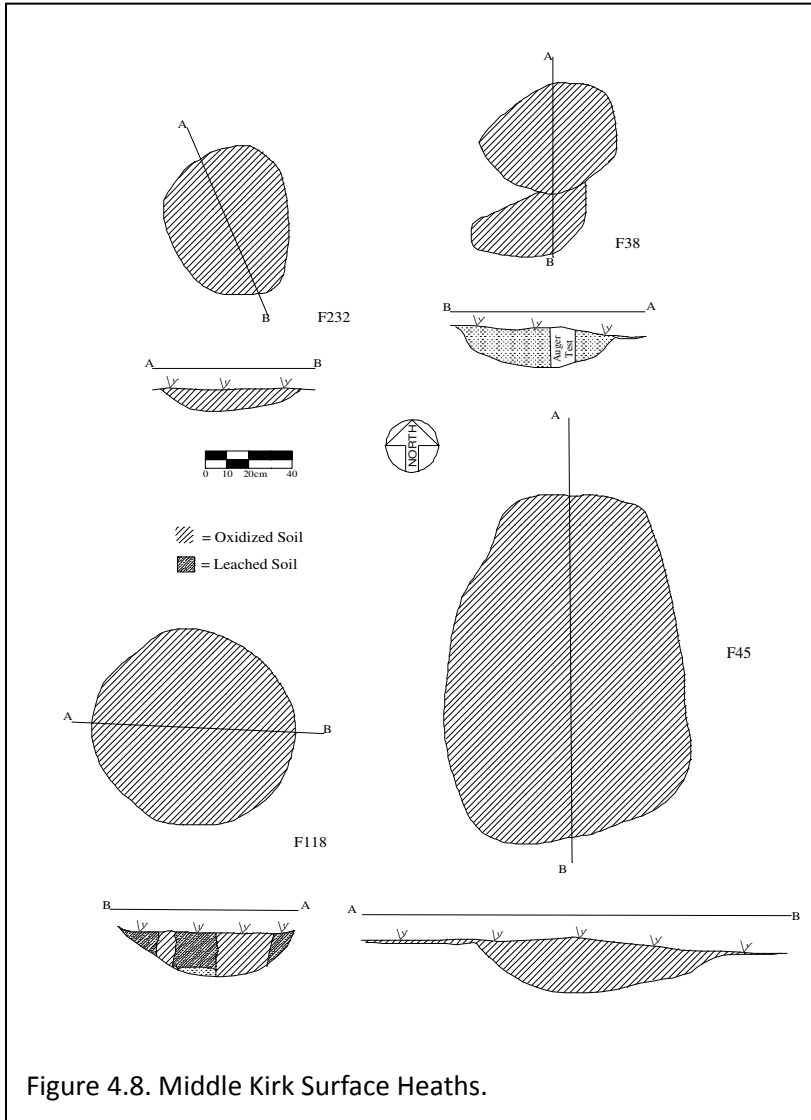 A
B
F232
A B
A
B
F38
B A
Auger
Test
0 10 20cm 40
NORTH
= Oxidized Soil
= Leached Soil
A
B
F45
A B
F118
B A
A B
Figure 4.8. Middle Kirk Surface Heaths.